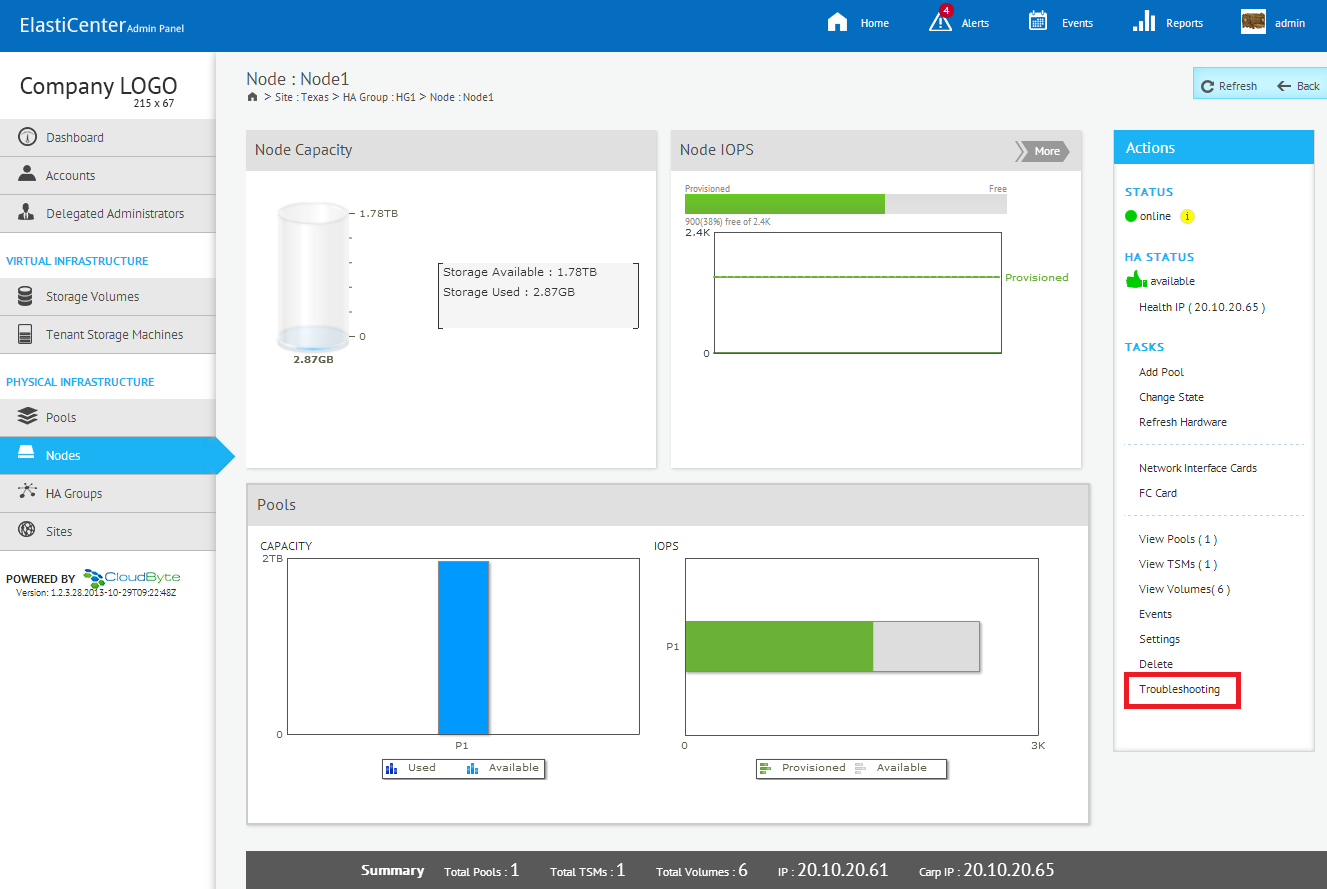 ElastiCenter Admin Panel
Home
4
Alerts
Events
Reports
admin
Company LOGO
215 x 67
Dashboard
Accounts
Delegated Administrators
VIRTUAL INFRASTRUCTURE
Storage Volumes
Tenant Storage Machines
PHYSICAL INFRASTRUCTURE
Pools
Nodes
HA Groups
Sites
POWERED BY CloudByte
Version: 1.2.3.28.2013-10-29T09:22:48Z
Node : Node1
> Site : Texas > HA Group : HG1 > Node : Node1
Refresh
Back
Node Capacity
1.78TB
0
2.87GB
Storage Available : 1.78TB
Storage Used : 2.87GB
Node IOPS
More
Provisioned
Free
900(38%) free of 2.4K
2.4K
Provisioned
0
Pools
CAPACITY
2TB
0
P1
Used
Available
IOPS
P1
0
3K
Provisioned
Available
Actions
STATUS
online i
HA STATUS
available
Health IP ( 20.10.20.65 )
TASKS
Add Pool
Change State
Refresh Hardware
Network Interface Cards
FC Card
View Pools ( 1 )
View TSMs ( 1 )
View Volumes( 6 )
Events
Settings
Delete
Troubleshooting
Summary Total Pools : 1 Total TSMs : 1 Total Volumes : 6 IP : 20.10.20.61 Carp IP : 20.10.20.65